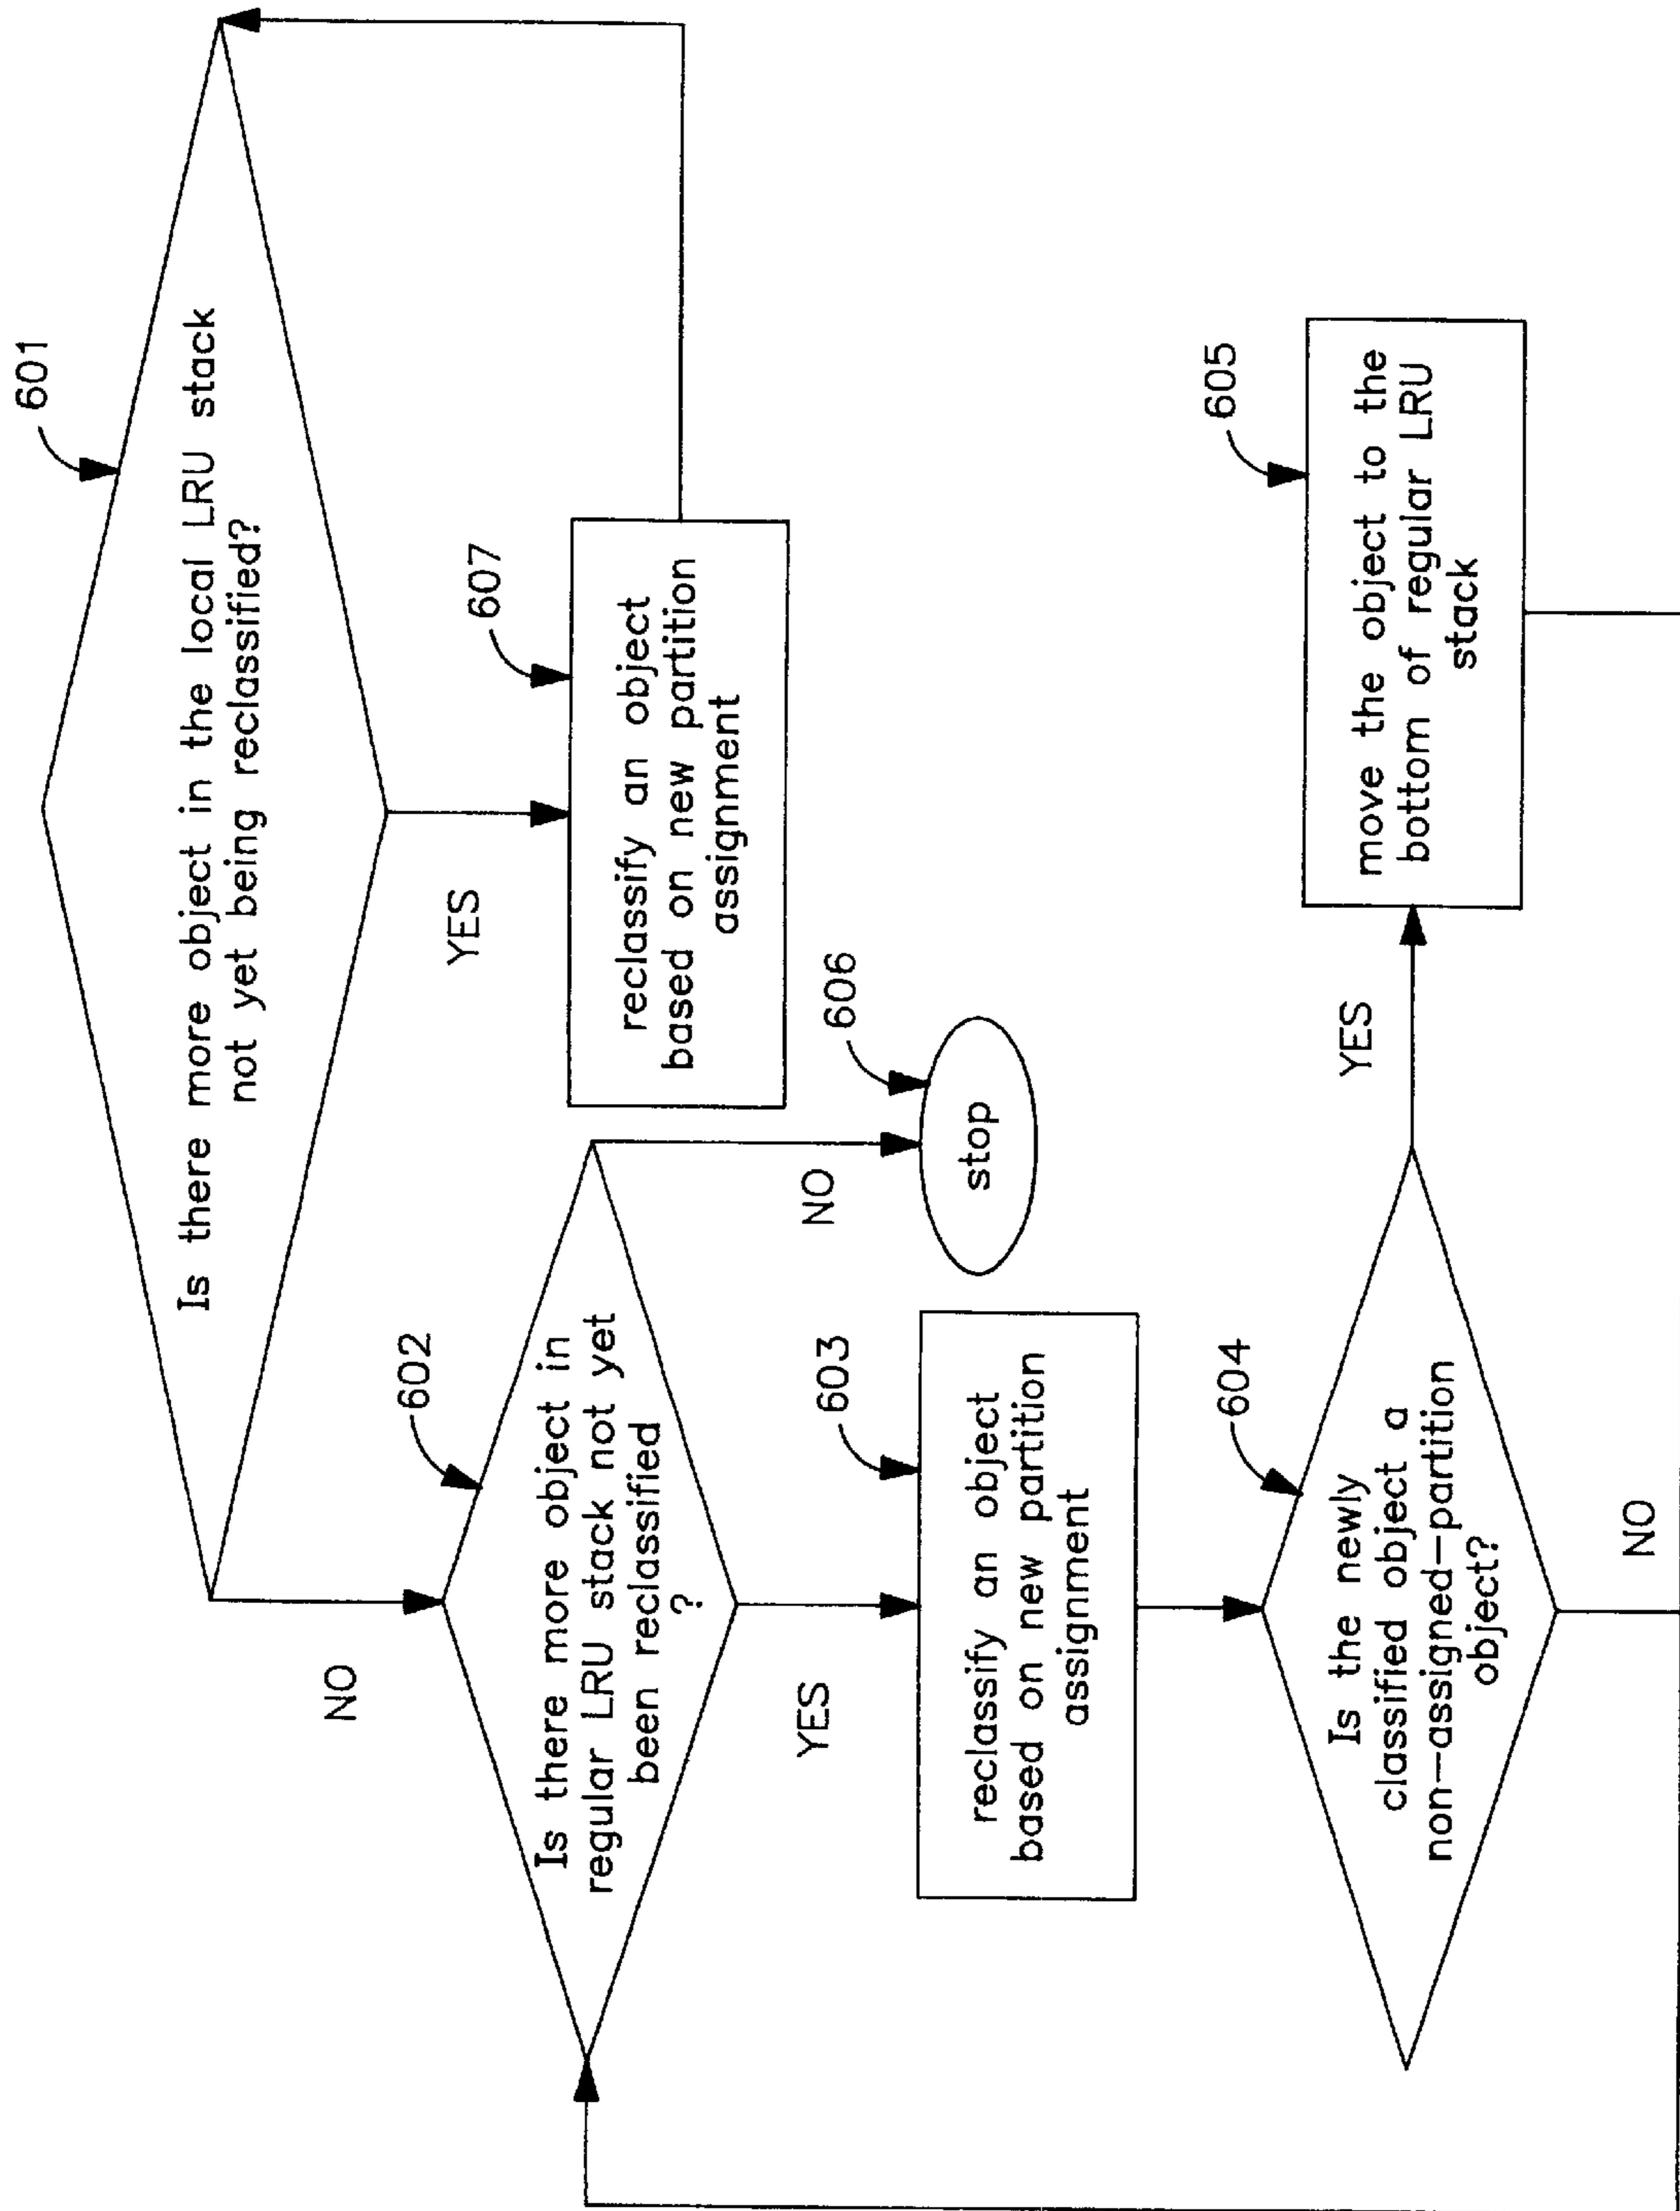 601
Is there more object in the local LRU stack
not yet being reclassified?
YES
607
reclassify an object
based on new partition
assignment
NO
602
Is there more object in
regular LRU stack not yet
been reclassified
?
NO
606
stop
YES
603
reclassify an object
based on new partition
assignment
604
Is the newly
classified object a
non-assigned-partition
object?
YES
605
move the object to the
bottom of regular LRU
stack
NO